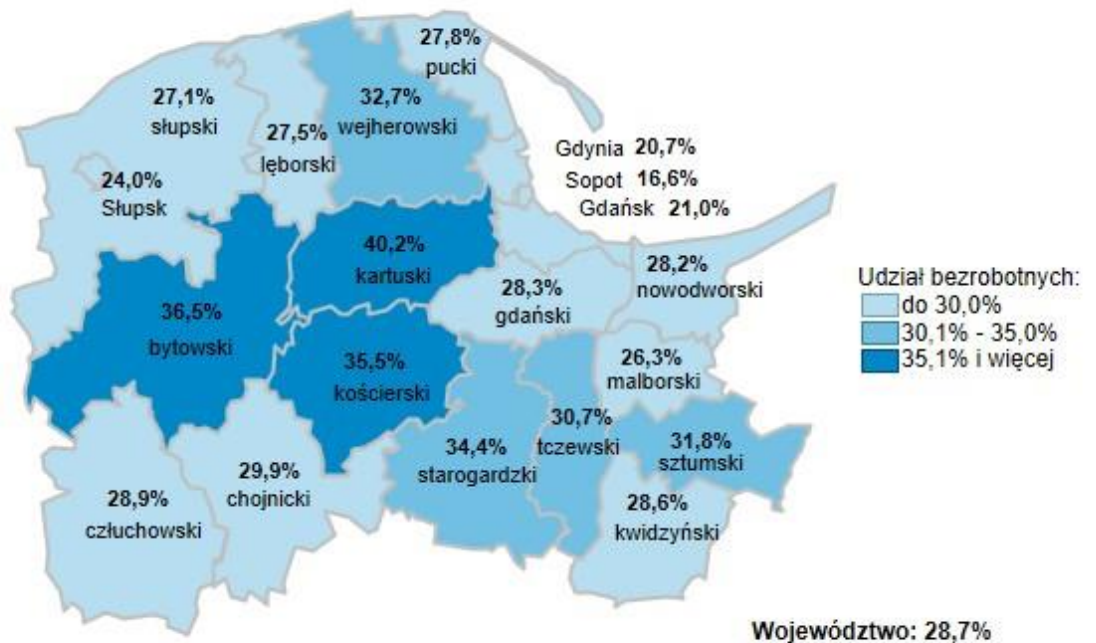 27,8%
pucki
27,1%
słupski
32,7%
wejherowski
27,5%
lęborski
Gdynia 20,7%
Sopot 16,6%
Gdańsk 21,0%
24,0%
Słupsk
40,2%
kartuski
28,3%
gdański
28,2%
nowodworski
Udział bezrobotnych:
do 30,0%
30,1% - 35,0%
35,1% i więcej
36,5%
bytowski
35,5%
kościerski
26,3%
malborski
30,7%
tczewski
34,4%
starogardzki
31,8%
sztumski
29,9%
chojnicki
28,9%
człuchowski
28,6%
kwidzyński
Województwo: 28,7%